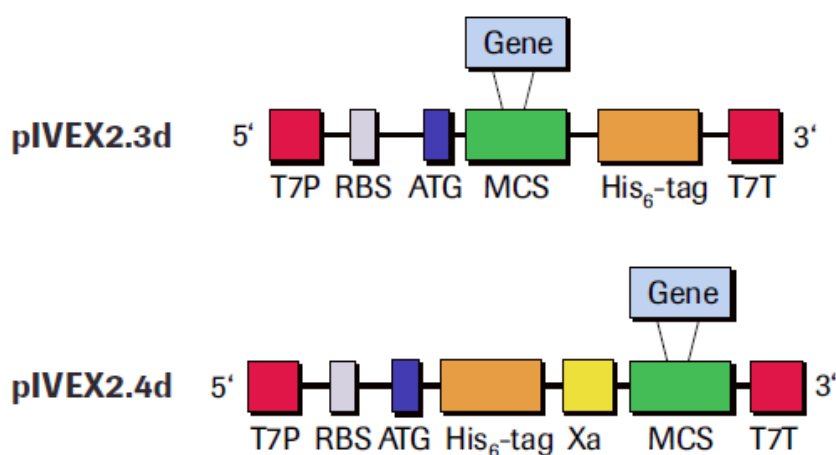 Gene
pIVEX2.3d 5‘ 3‘
T7P RBS ATG MCS His₆-tag T7T
Gene
pIVEX2.4d 5‘ 3‘
T7P RBS ATG His₆-tag Xa MCS T7T